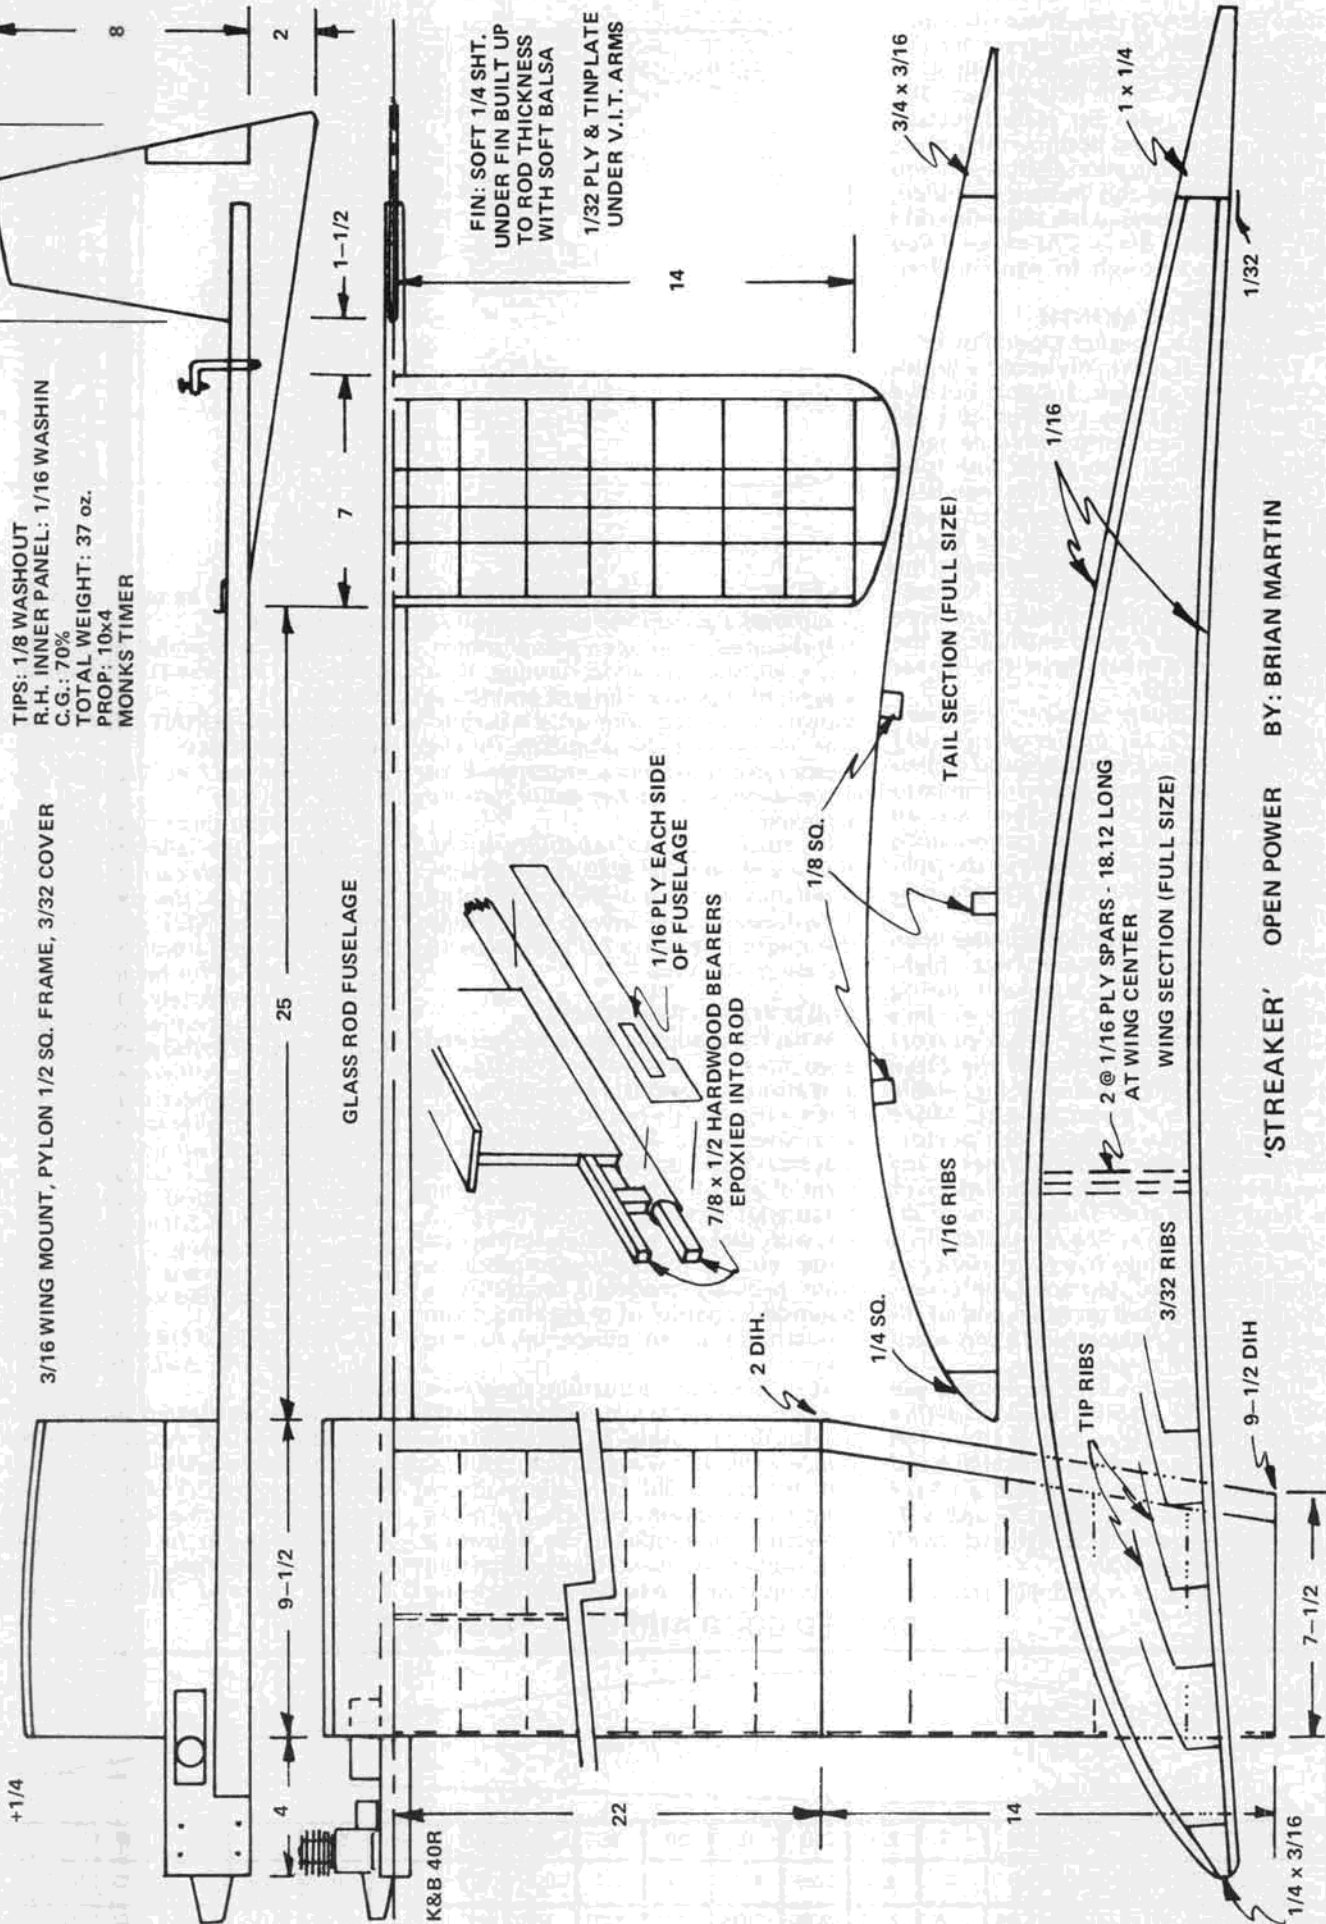 +1/4
3/16 WING MOUNT, PYLON 1/2 SQ. FRAME, 3/32 COVER
TIPS: 1/8 WASHOUT
R.H. INNER PANEL: 1/16 WASHIN
C.G.: 70%
TOTAL WEIGHT: 37 oz.
PROP: 10x4
MONKS TIMER
8
2
4
9-1/2
25
7
1-1/2
GLASS ROD FUSELAGE
K&B 40R
FIN: SOFT 1/4 SHT.
UNDER FIN BUILT UP
TO ROD THICKNESS
WITH SOFT BALSA
1/32 PLY & TINPLATE
UNDER V.I.T. ARMS
14
1/16 PLY EACH SIDE
OF FUSELAGE
7/8 x 1/2 HARDWOOD BEARERS
EPOXIED INTO ROD
22
2 DIH.
14
1/4 SQ.
1/16 RIBS
1/8 SQ.
TAIL SECTION (FULL SIZE)
3/4 x 3/16
TIP RIBS
3/32 RIBS
2 @ 1/16 PLY SPARS - 18.12 LONG
AT WING CENTER
WING SECTION (FULL SIZE)
1/16
1 x 1/4
1/32
9-1/2 DIH
7-1/2
1/4 x 3/16
'STREAKER' OPEN POWER BY: BRIAN MARTIN